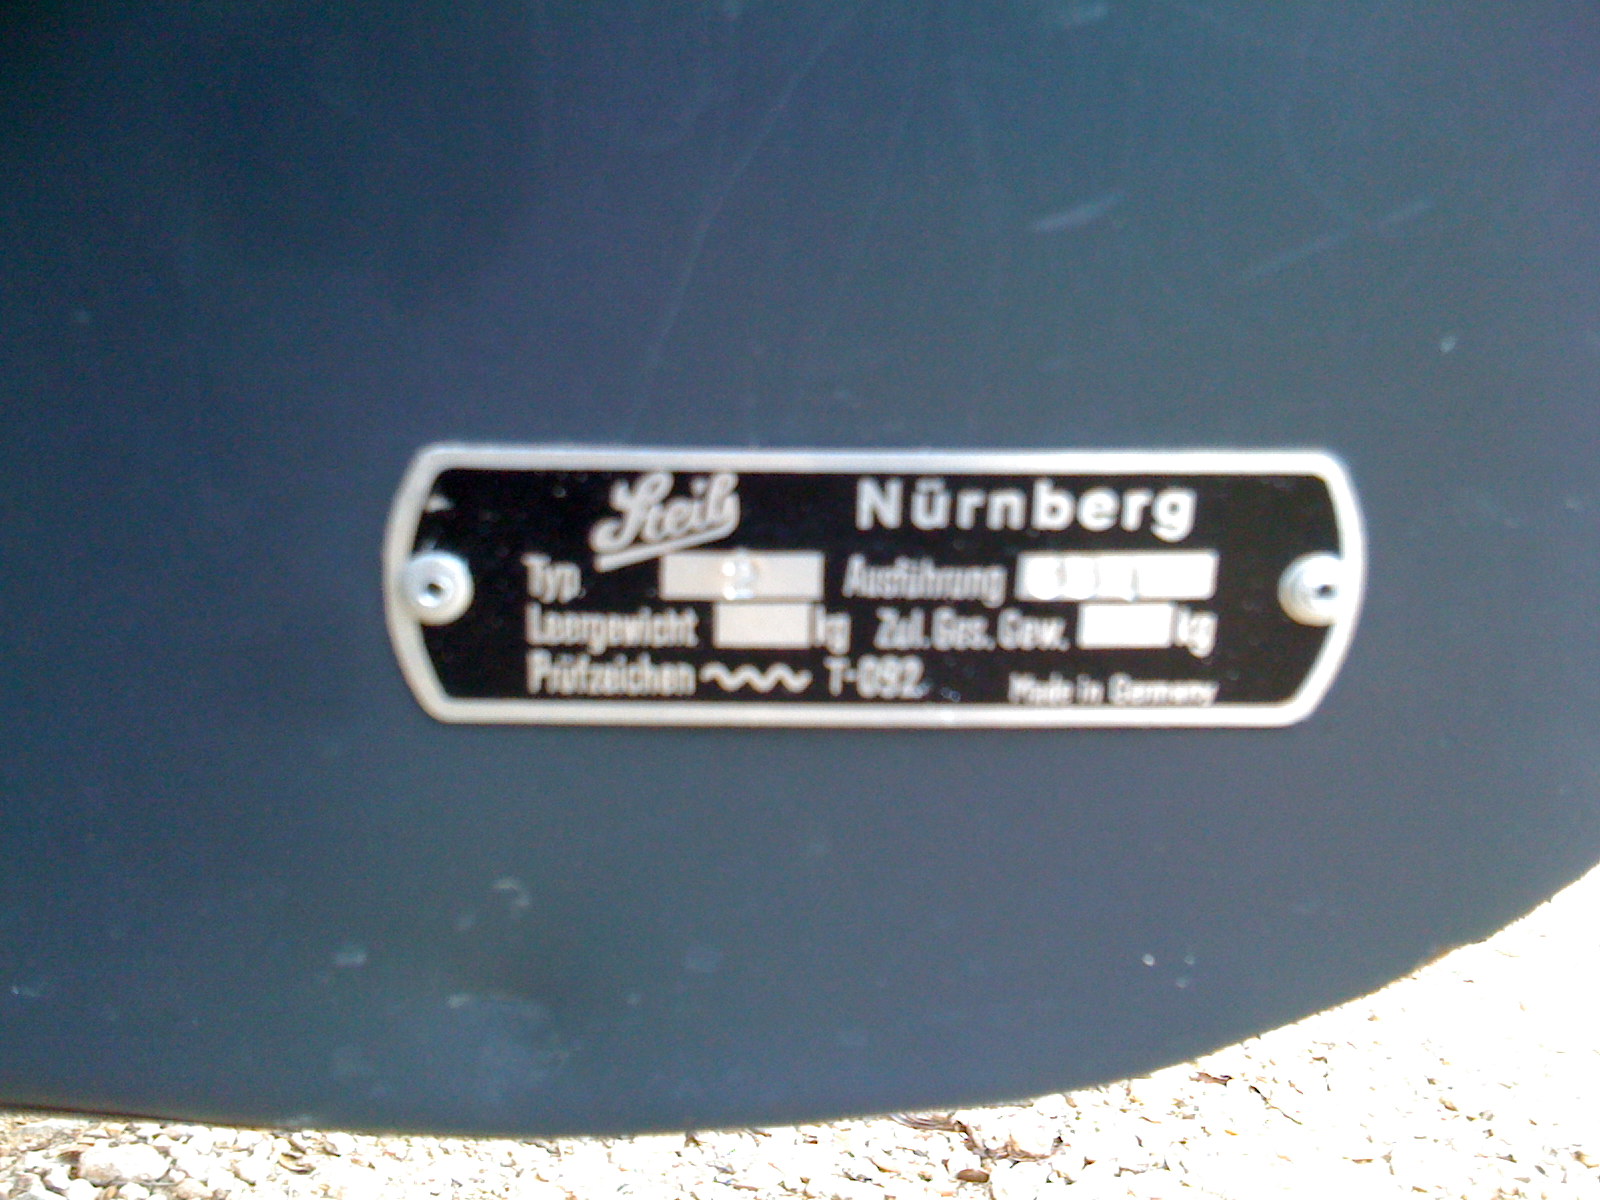 Steib Nürnberg
Typ Ausführung
Leergewicht kg Zul. Ges. Gew. kg
Prüfzeichen T-092
Made in Germany